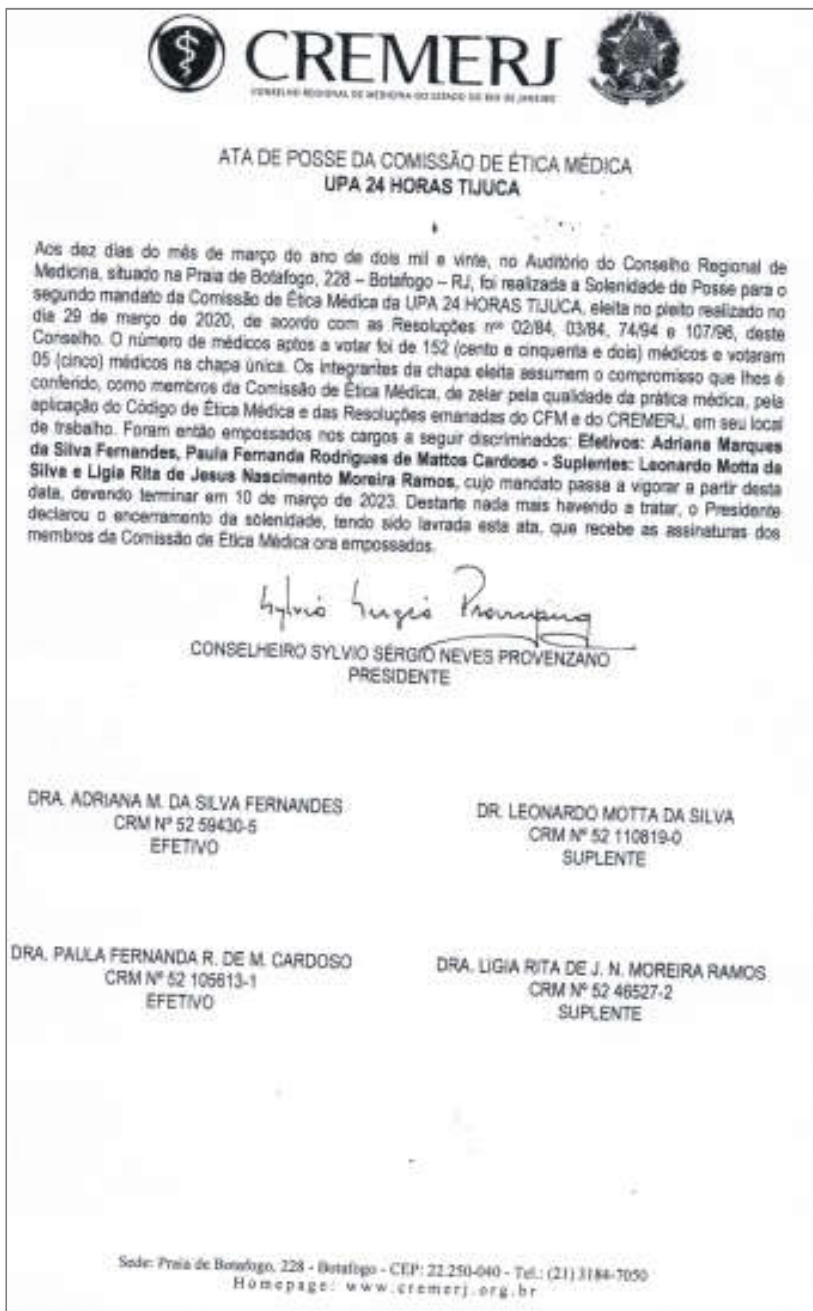 CREMERJ
CONSELHO REGIONAL DE MEDICINA DO ESTADO DO RIO DE JANEIRO
ATA DE POSSE DA COMISSÃO DE ÉTICA MÉDICA
UPA 24 HORAS TIJUCA
Aos dez dias do mês de março do ano de dois mil e vinte, no Auditório do Conselho Regional de
Medicina, situado na Praia de Botafogo, 228 – Botafogo – RJ, foi realizada a Solenidade de Posse para o
segundo mandato da Comissão de Ética Médica da UPA 24 HORAS TIJUCA, eleita no pleito realizado no
dia 29 de março de 2020, de acordo com as Resoluções nºs 02/84, 03/84, 74/94 e 107/96, deste
Conselho. O número de médicos aptos a votar foi de 152 (cento e cinquenta e dois) médicos e votaram
05 (cinco) médicos na chapa única. Os integrantes da chapa eleita assumem o compromisso que lhes é
conferido, como membros da Comissão de Ética Médica, de zelar pela qualidade da prática médica, pela
aplicação do Código de Ética Médica e das Resoluções emanadas do CFM e do CREMERJ, em seu local
de trabalho. Foram então empossados nos cargos a seguir discriminados: Efetivos: Adriana Marques
da Silva Fernandes, Paula Fernanda Rodrigues de Mattos Cardoso - Suplentes: Leonardo Motta da
Silva e Ligia Rita de Jesus Nascimento Moreira Ramos, cujo mandato passa a vigorar a partir desta
data, devendo terminar em 10 de março de 2023. Destarte nada mais havendo a tratar, o Presidente
declarou o encerramento da solenidade, tendo sido lavrada esta ata, que recebe as assinaturas dos
membros da Comissão de Ética Médica ora empossados.
CONSELHEIRO SYLVIO SÉRGIO NEVES PROVENZANO
PRESIDENTE
DRA. ADRIANA M. DA SILVA FERNANDES
CRM Nº 52 59430-5
EFETIVO
DR. LEONARDO MOTTA DA SILVA
CRM Nº 52 110819-0
SUPLENTE
DRA. PAULA FERNANDA R. DE M. CARDOSO
CRM Nº 52 105613-1
EFETIVO
DRA. LIGIA RITA DE J. N. MOREIRA RAMOS
CRM Nº 52 46527-2
SUPLENTE
Sede: Praia de Botafogo, 228 - Botafogo - CEP: 22.250-040 - Tel.: (21) 3184-7050
Homepage: www.cremerj.org.br